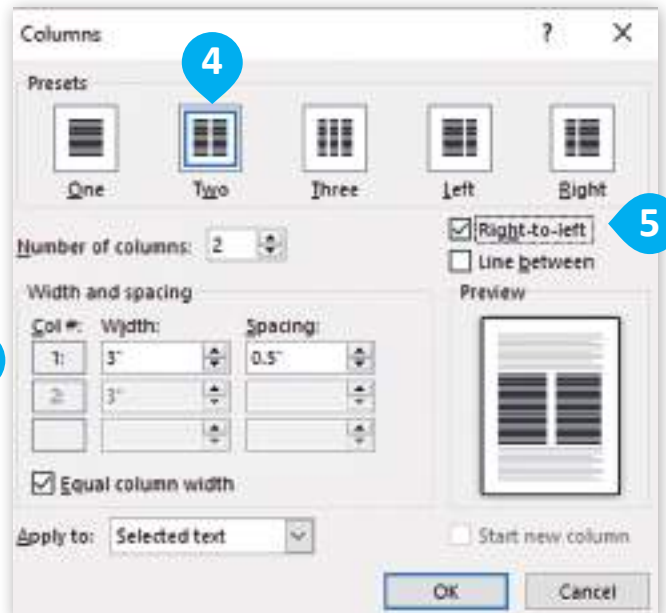 Columns ? ×
4
Presets
One Two Three Left Right
5
Number of columns: 2
Right-to-left
Line between
Width and spacing
Preview
Col #: Width: Spacing:
1: 3" 0.5"
2: 3"
Equal column width
Apply to: Selected text
Start new column
OK Cancel